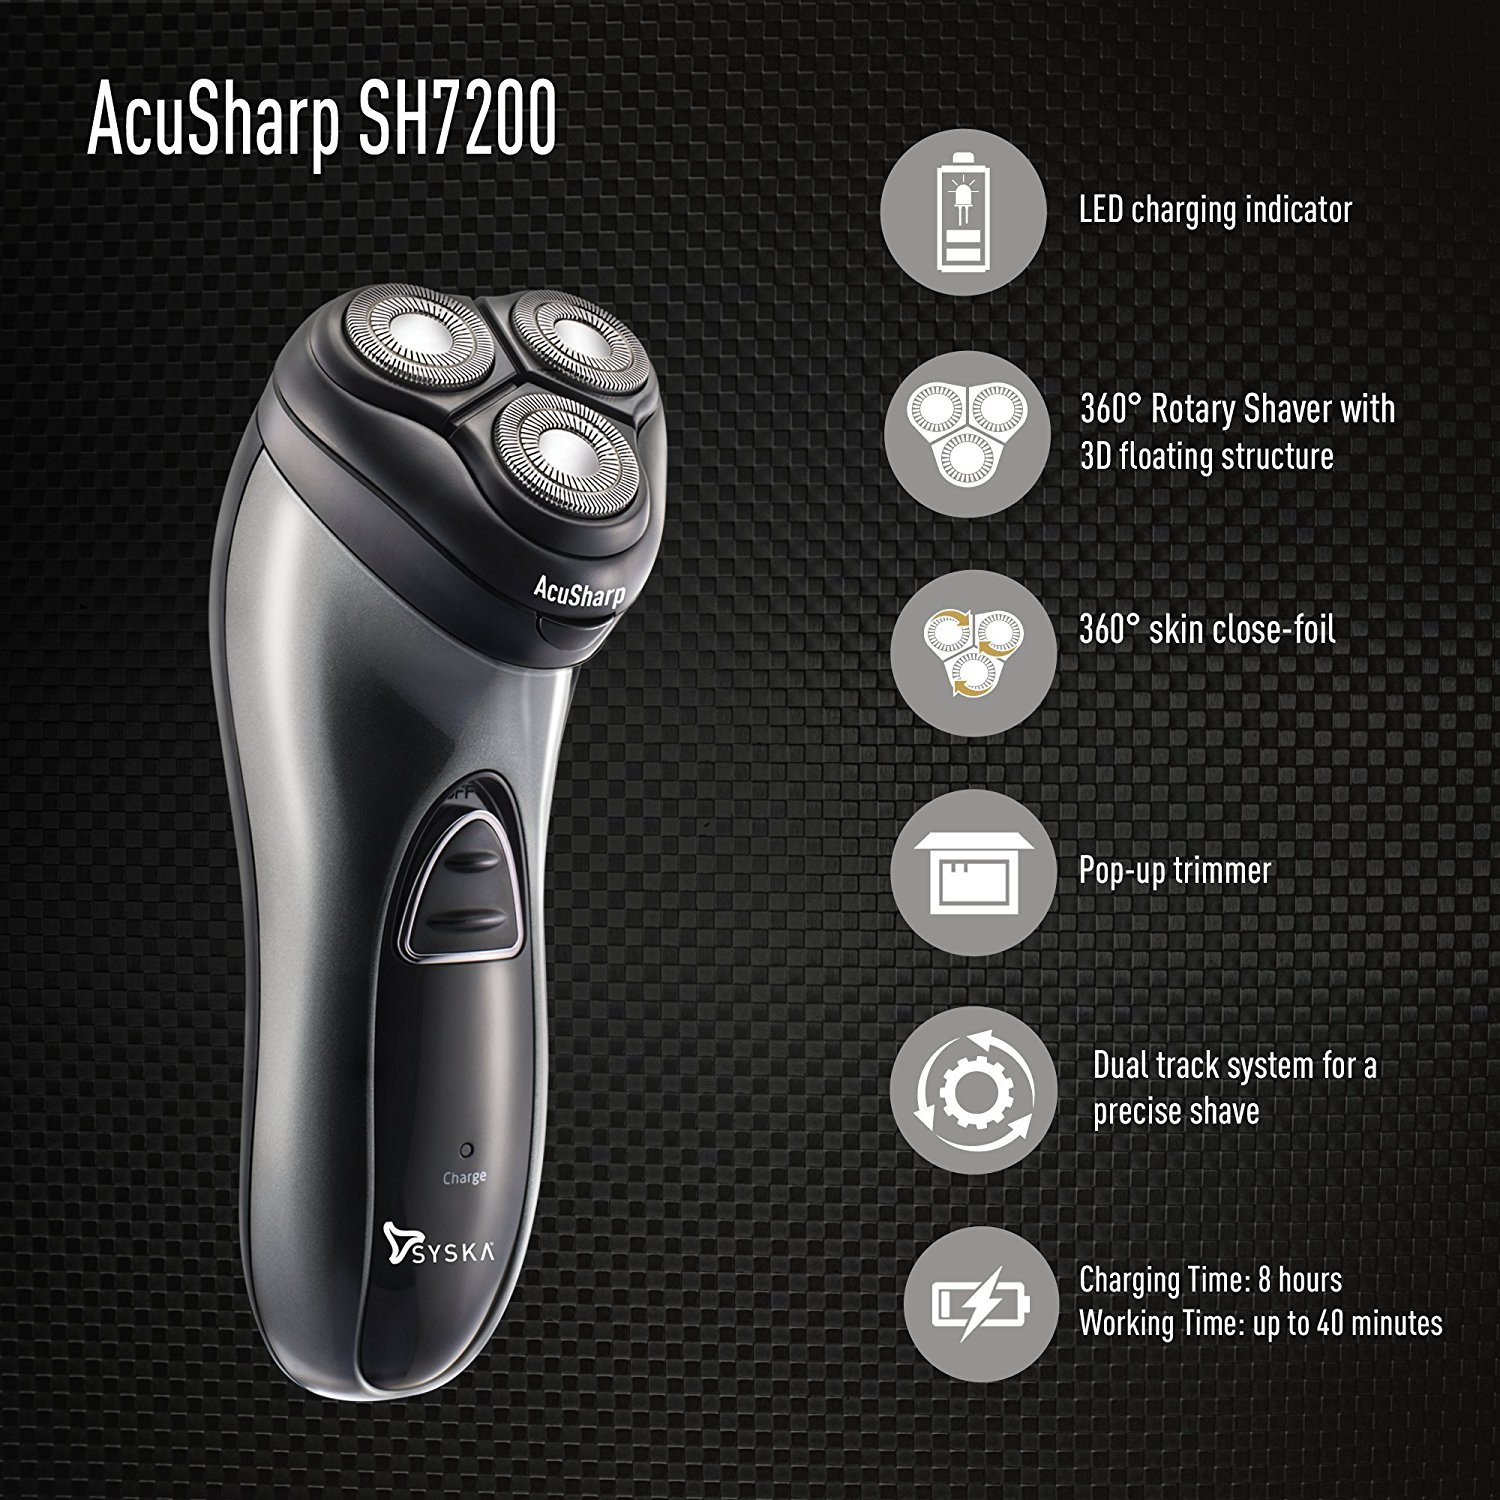 AcuSharp SH7200
LED charging indicator
360° Rotary Shaver with
3D floating structure
AcuSharp
360° skin close-foil
Pop-up trimmer
Dual track system for a
precise shave
Charge
SYSKA
Charging Time: 8 hours
Working Time: up to 40 minutes